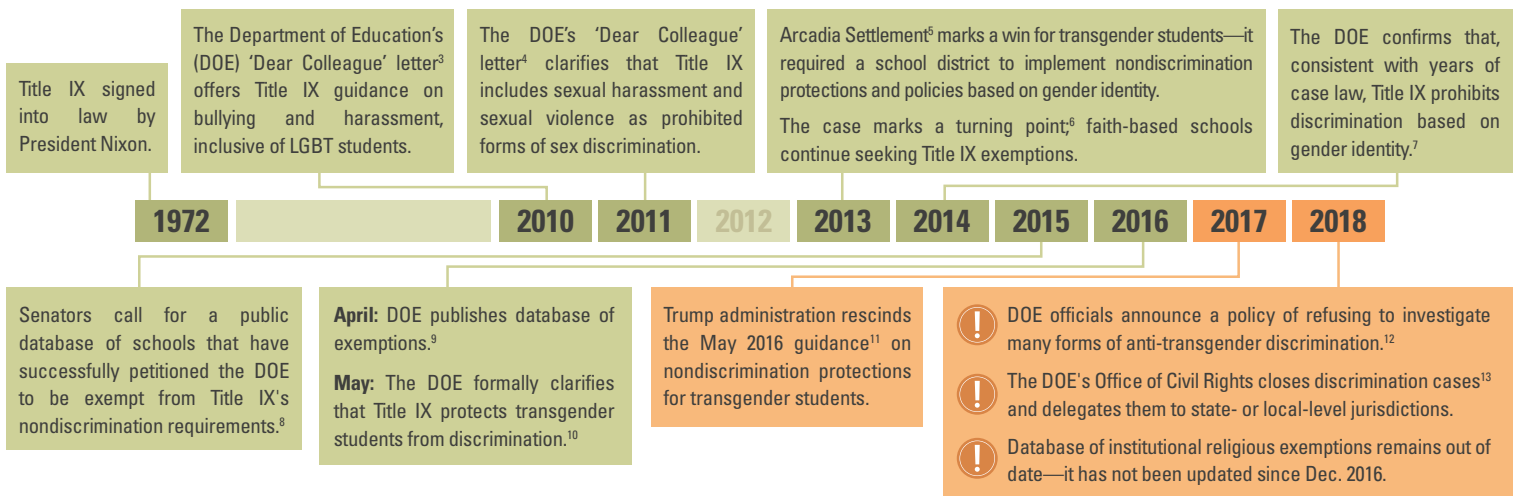 Title IX signed
into law by
President Nixon.
The Department of Education's
(DOE) 'Dear Colleague' letter³
offers Title IX guidance on
bullying and harassment,
inclusive of LGBT students.
The DOE's 'Dear Colleague'
letter⁴ clarifies that Title IX
includes sexual harassment and
sexual violence as prohibited
forms of sex discrimination.
Arcadia Settlement⁵ marks a win for transgender students—it
required a school district to implement nondiscrimination
protections and policies based on gender identity.
The case marks a turning point;⁶ faith-based schools
continue seeking Title IX exemptions.
The DOE confirms that,
consistent with years of
case law, Title IX prohibits
discrimination based on
gender identity.⁷
1972 2010 2011 2012 2013 2014 2015 2016 2017 2018
Senators call for a public
database of schools that have
successfully petitioned the DOE
to be exempt from Title IX's
nondiscrimination requirements.⁸
April: DOE publishes database of
exemptions.⁹
May: The DOE formally clarifies
that Title IX protects transgender
students from discrimination.¹⁰
Trump administration rescinds
the May 2016 guidance¹¹ on
nondiscrimination protections
for transgender students.
! DOE officials announce a policy of refusing to investigate
many forms of anti-transgender discrimination.¹²
! The DOE's Office of Civil Rights closes discrimination cases¹³
and delegates them to state- or local-level jurisdictions.
! Database of institutional religious exemptions remains out of
date—it has not been updated since Dec. 2016.